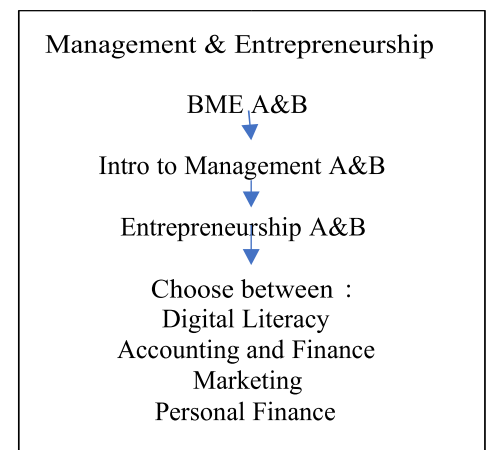 Management & Entrepreneurship
BME A&B
Intro to Management A&B
Entrepreneurship A&B
Choose between :
Digital Literacy
Accounting and Finance
Marketing
Personal Finance